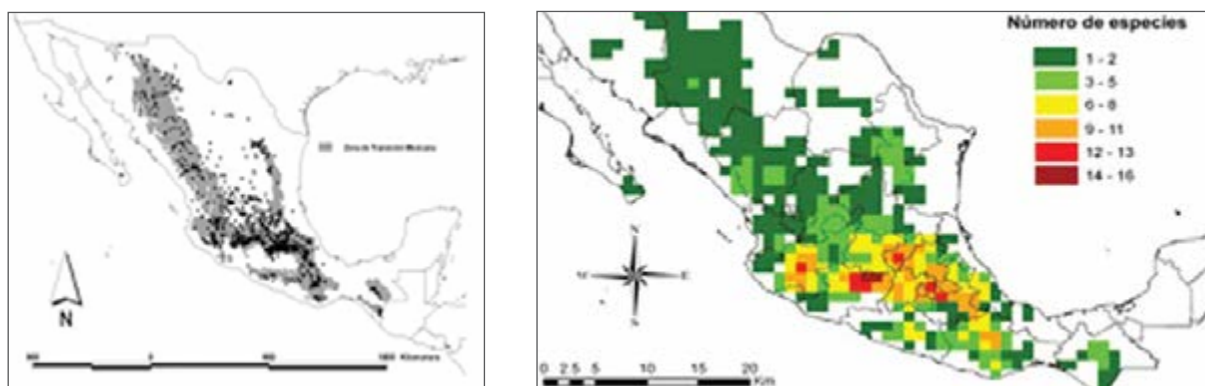 Zona de Transición Mexicana
N
0
Número de especies
1 - 2
3 - 5
6 - 8
9 - 11
12 - 13
14 - 16
N
E
S
0 2.5 5 10 15 20
Km